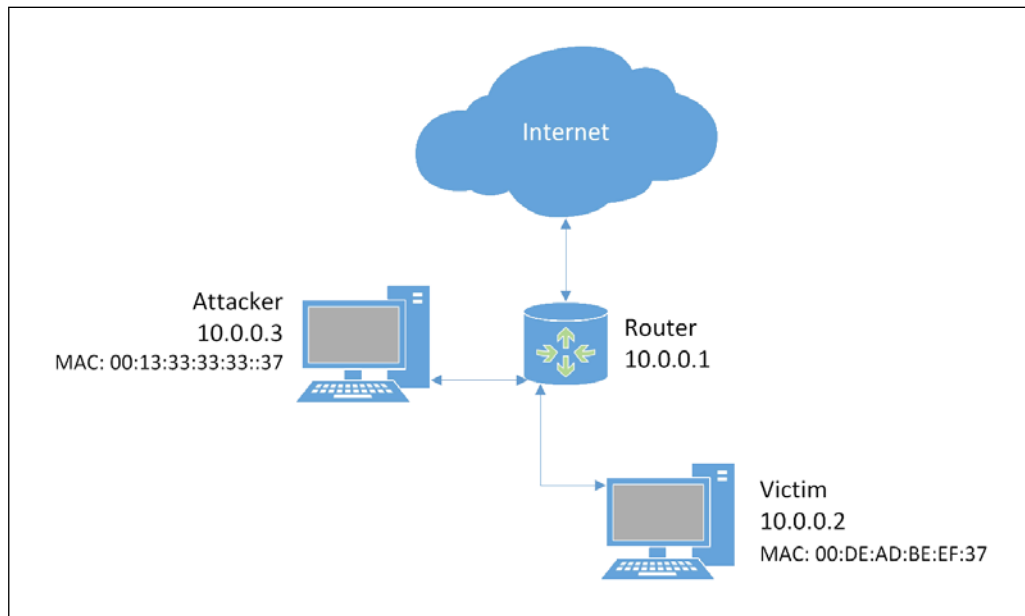 Internet
Attacker
10.0.0.3
MAC: 00:13:33:33:33::37
Router
10.0.0.1
Victim
10.0.0.2
MAC: 00:DE:AD:BE:EF:37